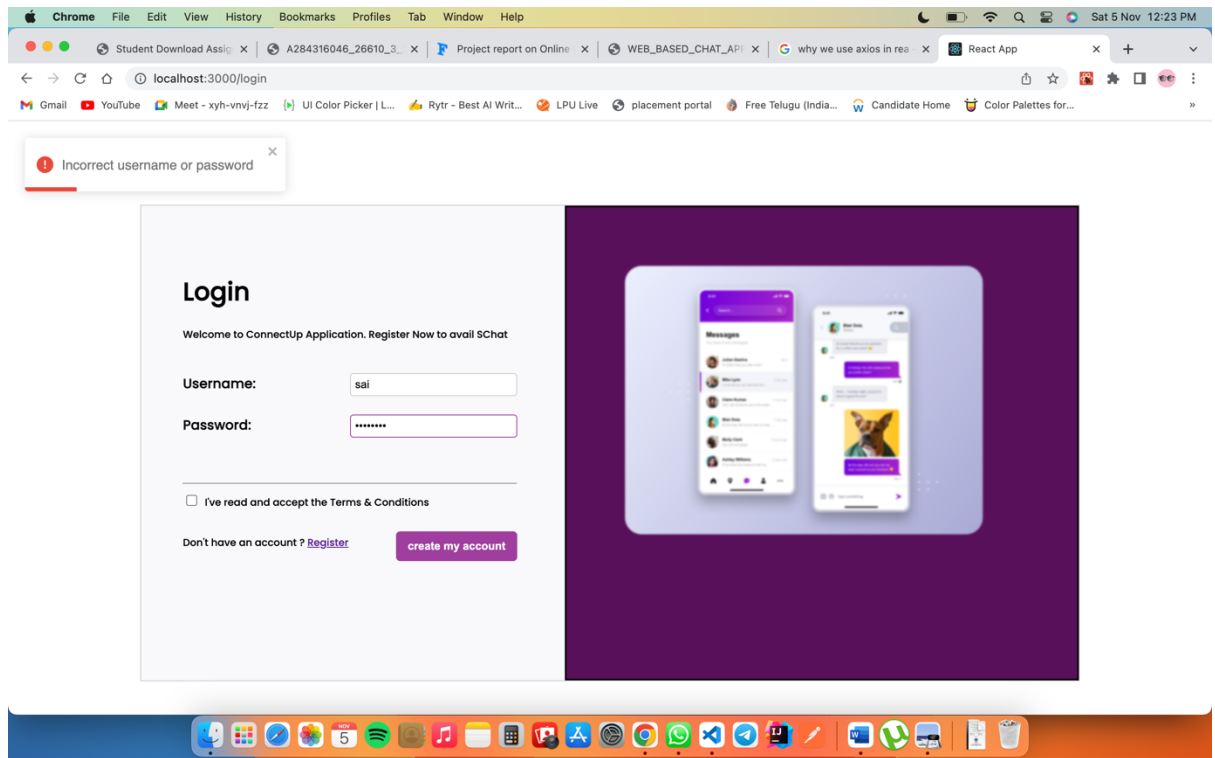 Chrome File Edit View History Bookmarks Profiles Tab Window Help Sat 5 Nov 12:23 PM
Student Download Assig A284316046_26610_3_ Project report on Online WEB_BASED_CHAT_APP why we use axios in rea React App
localhost:3000/login
Gmail YouTube Meet - xyh-vnvj-fzz UI Color Picker | L... Rytr - Best AI Writ... LPU Live placement portal Free Telugu (India... Candidate Home Color Palettes for... »
Incorrect username or password
Login
Welcome to ConnectUp Application. Register Now to avail SChat
Username: sai
Password: ••••••••
I've read and accept the Terms & Conditions
Don't have an account ? Register create my account
Messages
NOV
5